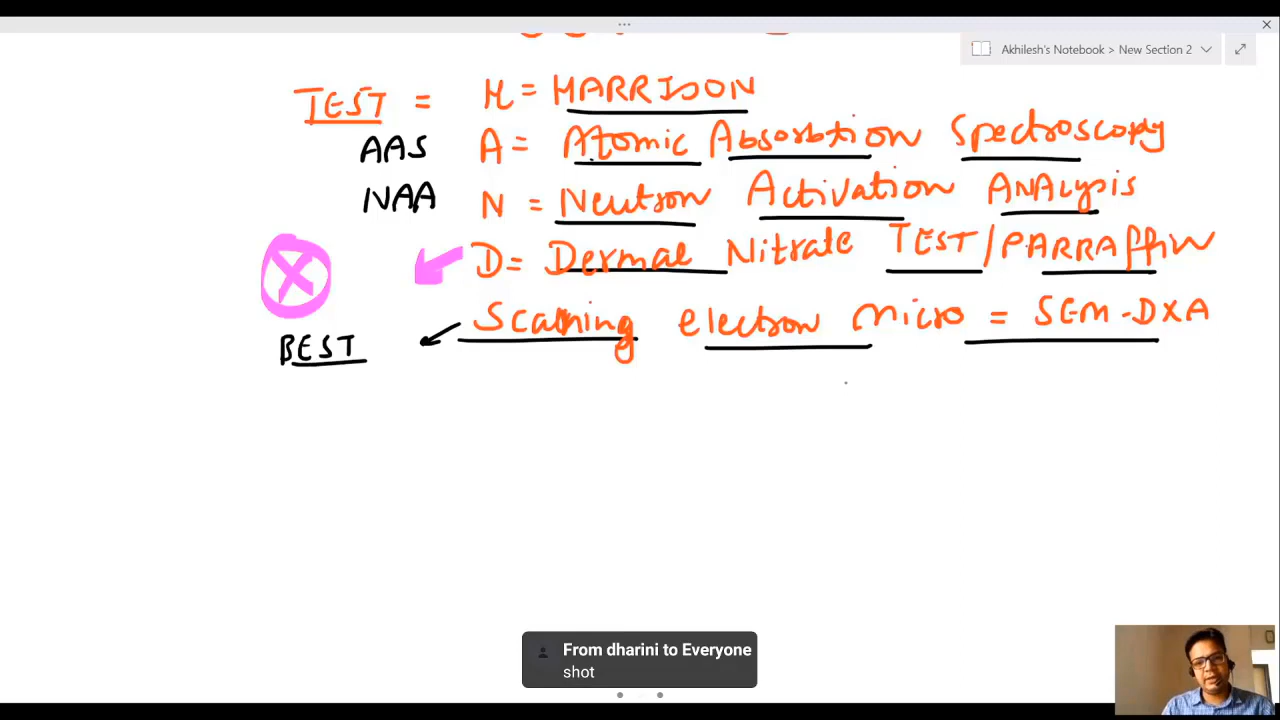 Akhilesh's Notebook > New Section 2
TEST = H = HARRISON
AAS A = Atomic Absorbtion Spectroscopy
NAA N = Neutron Activation ANAlysis
D = Dermal Nitrate TEST/PARRAffiN
BEST Scanning electron micro = SEM-DXA
From dharini to Everyone
shot